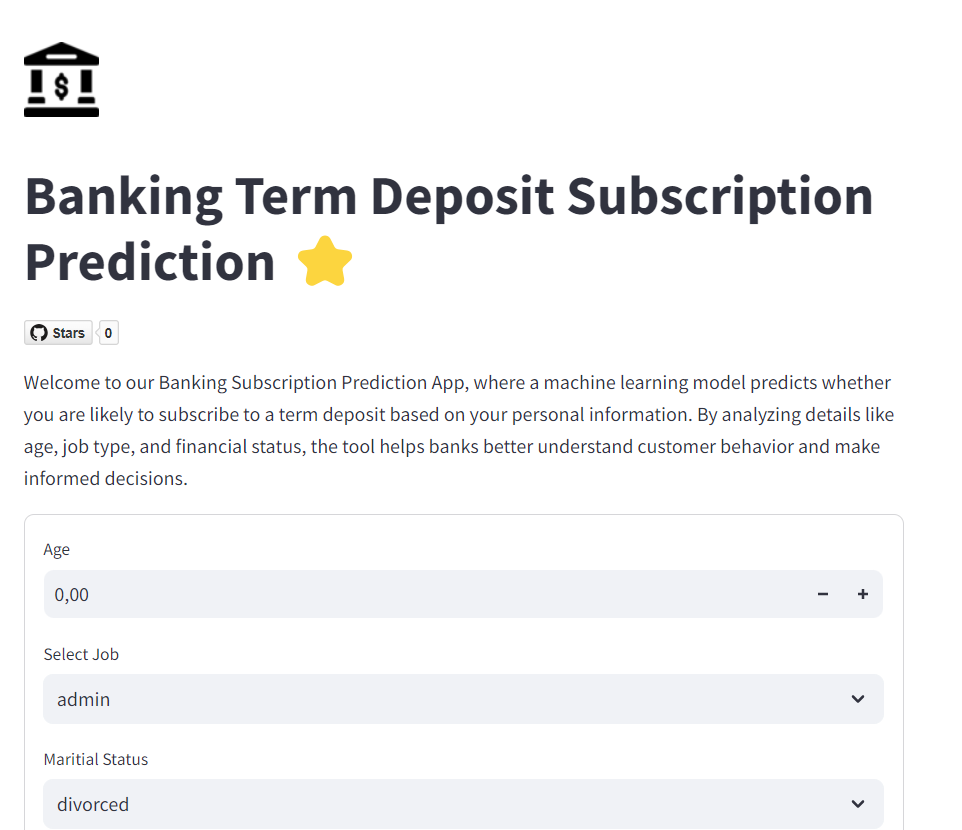 $
Banking Term Deposit Subscription
Prediction
Stars 0
Welcome to our Banking Subscription Prediction App, where a machine learning model predicts whether
you are likely to subscribe to a term deposit based on your personal information. By analyzing details like
age, job type, and financial status, the tool helps banks better understand customer behavior and make
informed decisions.
Age
0,00
Select Job
admin
Maritial Status
divorced